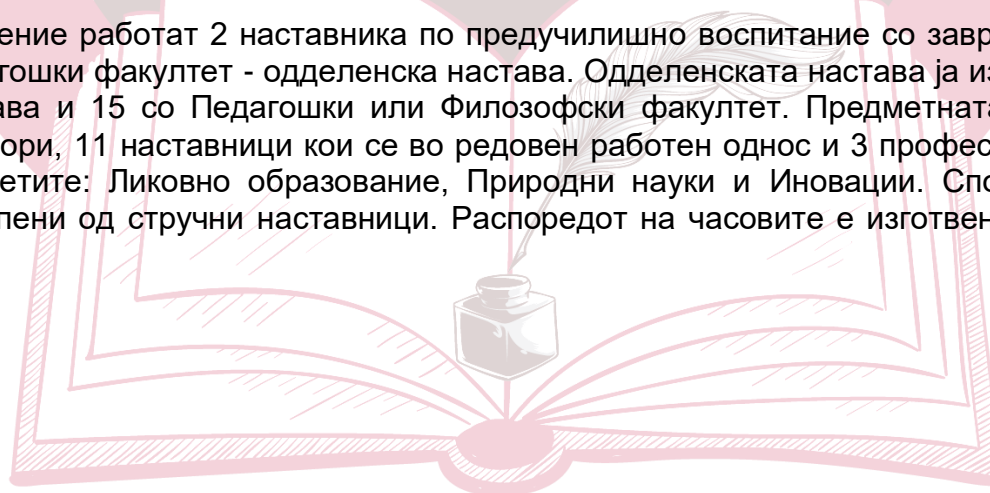 ение работат 2 наставника по предучилишно воспитание со завр
гошки факултет - одделенска настава. Одделенската настава ја из
ава и 15 со Педагошки или Филозофски факултет. Предметната
ори, 11 наставници кои се во редовен работен однос и 3 професо
етите: Ликовно образование, Природни науки и Иновации. Спо
пени од стручни наставници. Распоредот на часовите е изготвен